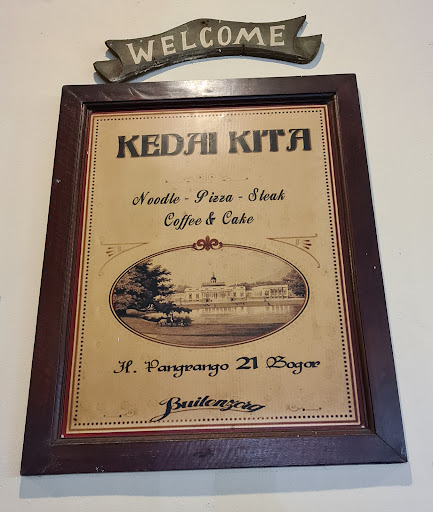 WELCOME
KEDAI KITA
Noodle - Pizza - Steak
Coffee & Cake
Jl. Pangrango 21 Bogor
Buitenzorg